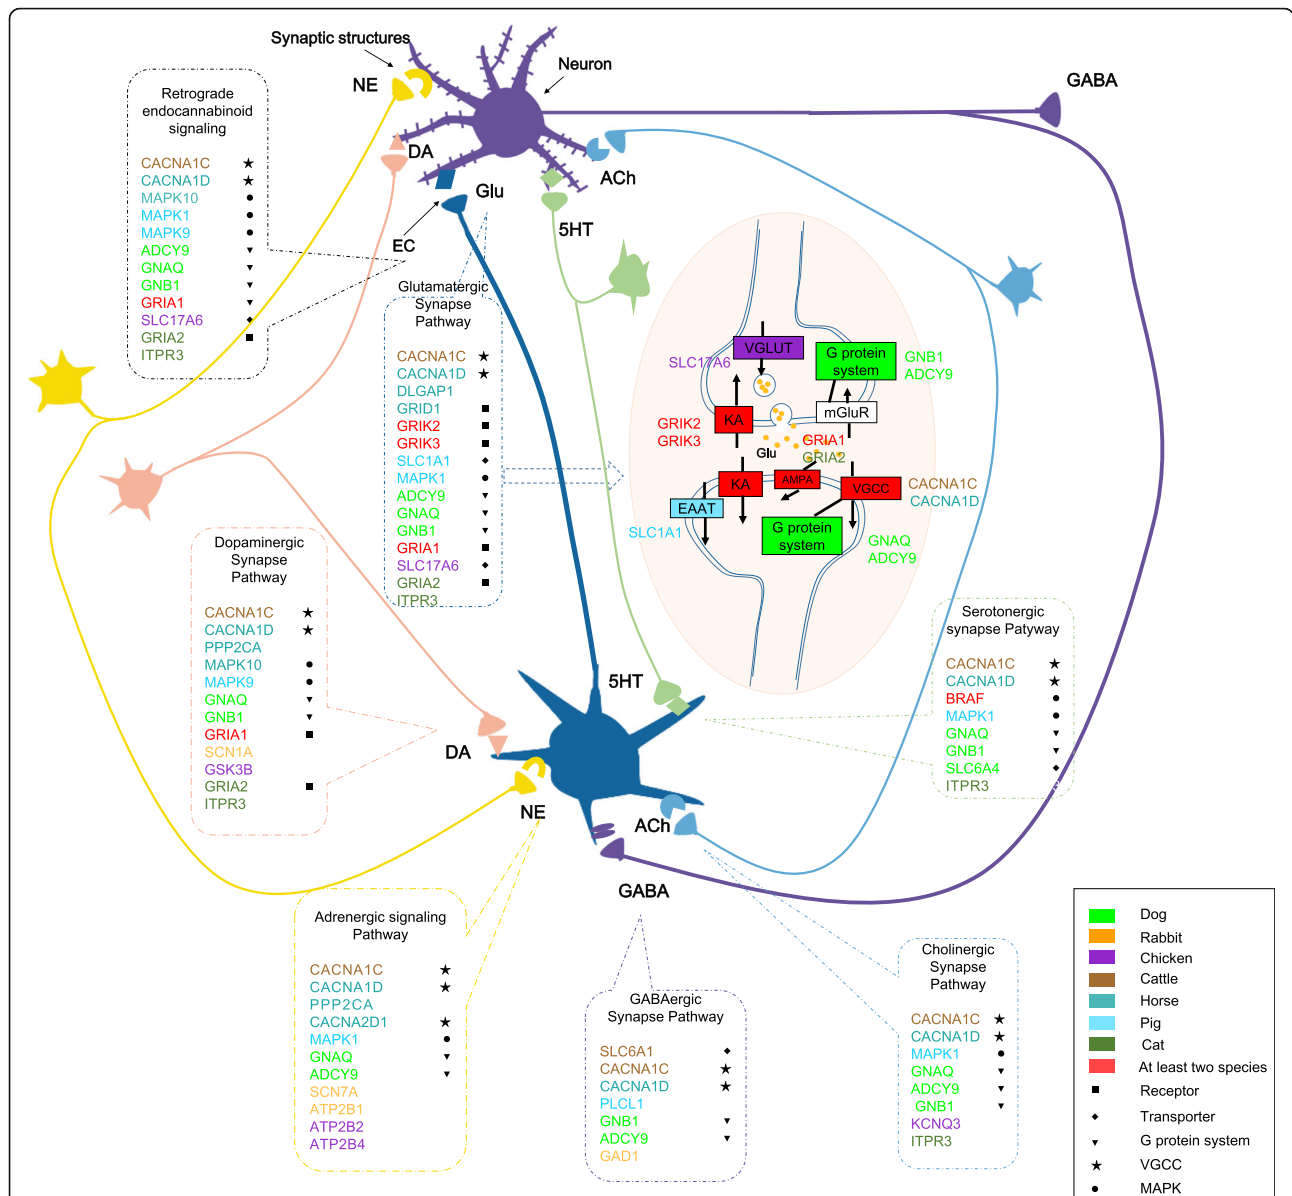 Synaptic structures
Neuron
NE
GABA
DA
ACh
Glu
5HT
EC
Retrograde
endocannabinoid
signaling
CACNA1C
CACNA1D
MAPK10
MAPK1
MAPK9
ADCY9
GNAQ
GNB1
GRIA1
SLC17A6
GRIA2
ITPR3
Glutamatergic
Synapse
Pathway
CACNA1C
CACNA1D
DLGAP1
GRID1
GRIK2
GRIK3
SLC1A1
MAPK1
ADCY9
GNAQ
GNB1
GRIA1
SLC17A6
GRIA2
ITPR3
SLC17A6
VGLUT
G protein
system
GNB1
ADCY9
GRIK2
GRIK3
KA
mGluR
Glu
GRIA1
GRIA2
KA
AMPA
VGCC
CACNA1C
CACNA1D
EAAT
SLC1A1
G protein
system
GNAQ
ADCY9
Dopaminergic
Synapse
Pathway
CACNA1C
CACNA1D
PPP2CA
MAPK10
MAPK9
GNAQ
GNB1
GRIA1
SCN1A
GSK3B
GRIA2
ITPR3
Serotonergic
synapse Patyway
CACNA1C
CACNA1D
BRAF
MAPK1
GNAQ
GNB1
SLC6A4
ITPR3
5HT
DA
NE
ACh
GABA
Adrenergic signaling
Pathway
CACNA1C
CACNA1D
PPP2CA
CACNA2D1
MAPK1
GNAQ
ADCY9
SCN7A
ATP2B1
ATP2B2
ATP2B4
GABAergic
Synapse Pathway
SLC6A1
CACNA1C
CACNA1D
PLCL1
GNB1
ADCY9
GAD1
Cholinergic
Synapse
Pathway
CACNA1C
CACNA1D
MAPK1
GNAQ
ADCY9
GNB1
KCNQ3
ITPR3
Dog
Rabbit
Chicken
Cattle
Horse
Pig
Cat
At least two species
Receptor
Transporter
G protein system
VGCC
MAPK